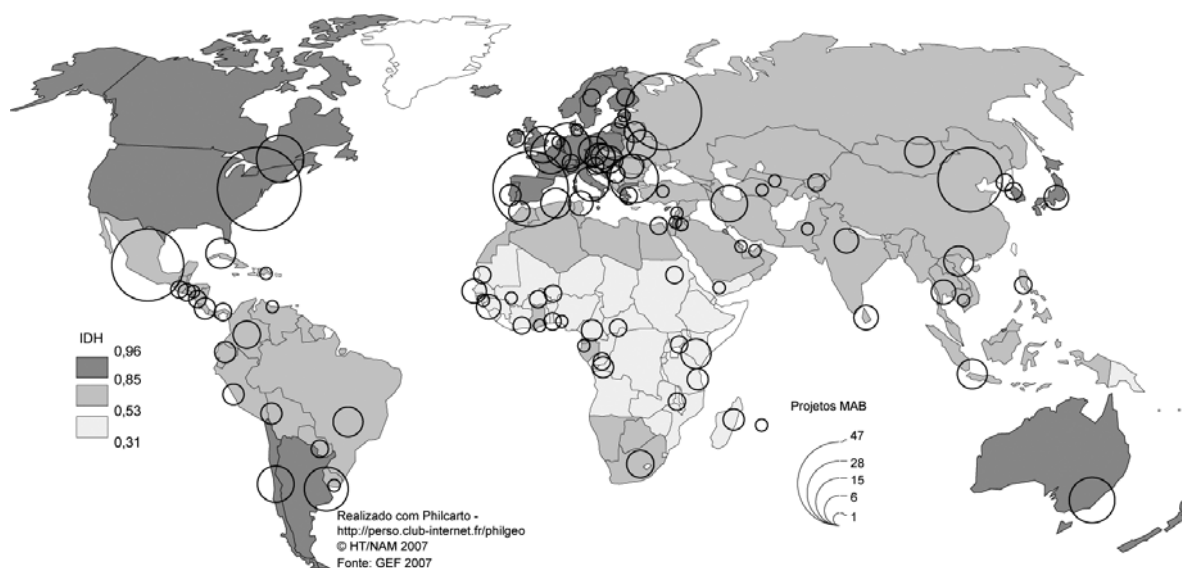 IDH
0,96
0,85
0,53
0,31
Projetos MAB
47
28
15
6
1
Realizado com Philcarto -
http://perso.club-internet.fr/philgeo
© HT/NAM 2007
Fonte: GEF 2007